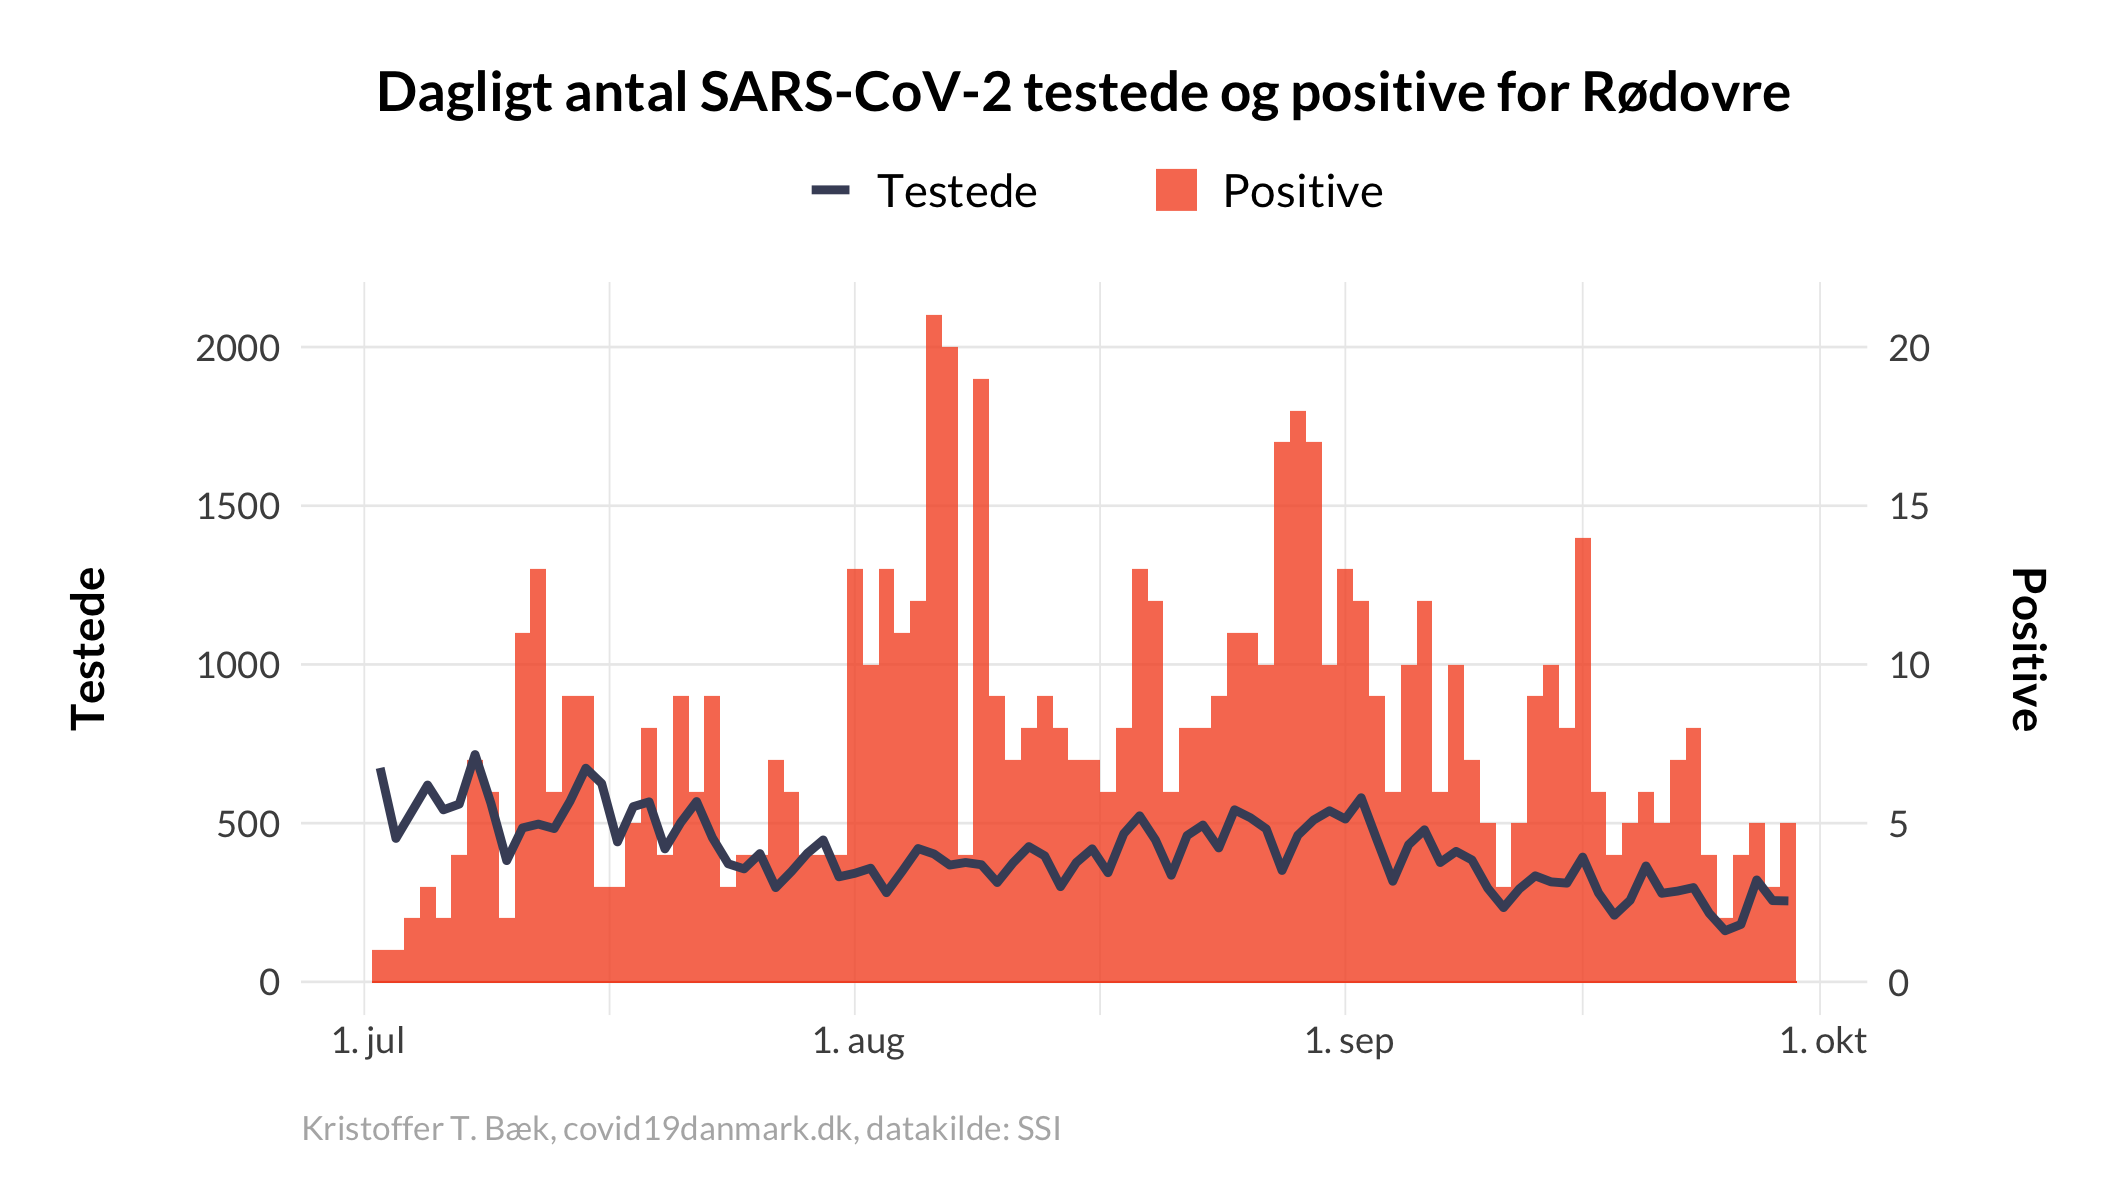 Dagligt antal SARS-CoV-2 testede og positive for Rødovre
Testede Positive
2000 20
1500 15
1000 10
500 5
0 0
Testede
Positive
1. jul 1. aug 1. sep 1. okt
Kristoffer T. Bæk, covid19danmark.dk, datakilde: SSI